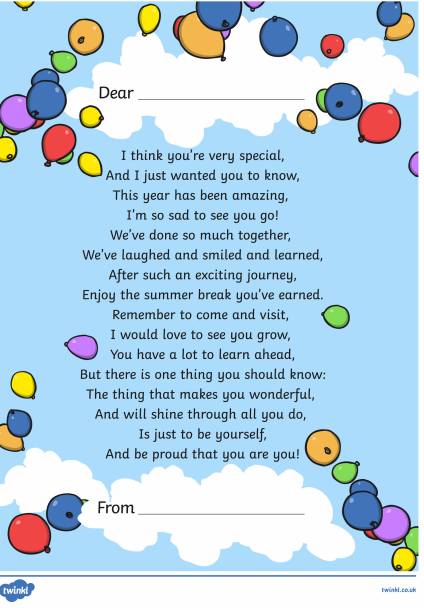 Dear
I think you're very special,
And I just wanted you to know,
This year has been amazing,
I'm so sad to see you go!
We've done so much together,
We've laughed and smiled and learned,
After such an exciting journey,
Enjoy the summer break you've earned.
Remember to come and visit,
I would love to see you grow,
You have a lot to learn ahead,
But there is one thing you should know:
The thing that makes you wonderful,
And will shine through all you do,
Is just to be yourself,
And be proud that you are you!
From
twinkl
twinkl.co.uk